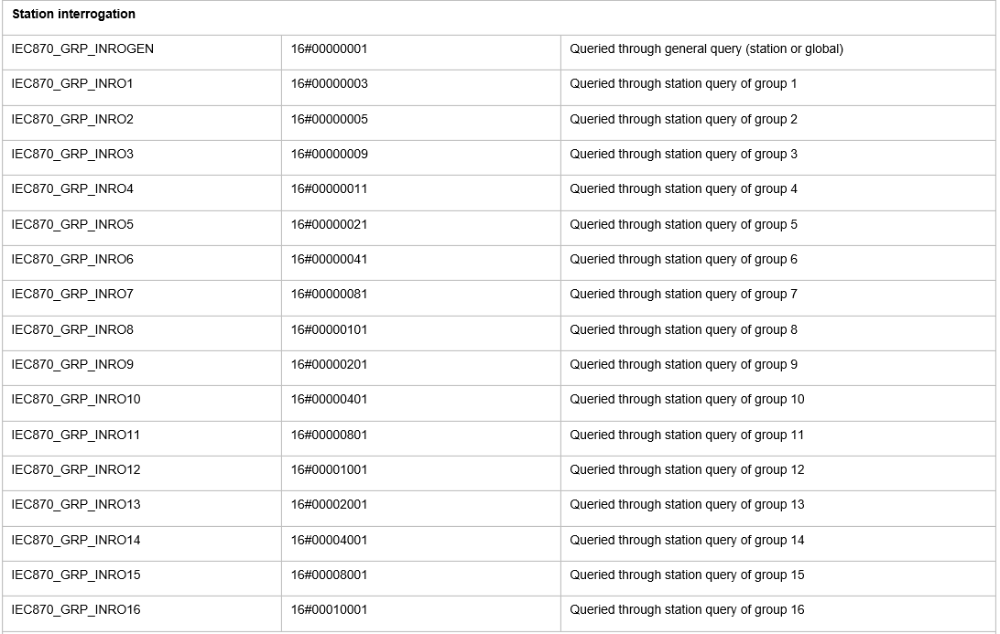 Station interrogation
IEC870_GRP_INROGEN 16#00000001 Queried through general query (station or global)
IEC870_GRP_INRO1 16#00000003 Queried through station query of group 1
IEC870_GRP_INRO2 16#00000005 Queried through station query of group 2
IEC870_GRP_INRO3 16#00000009 Queried through station query of group 3
IEC870_GRP_INRO4 16#00000011 Queried through station query of group 4
IEC870_GRP_INRO5 16#00000021 Queried through station query of group 5
IEC870_GRP_INRO6 16#00000041 Queried through station query of group 6
IEC870_GRP_INRO7 16#00000081 Queried through station query of group 7
IEC870_GRP_INRO8 16#00000101 Queried through station query of group 8
IEC870_GRP_INRO9 16#00000201 Queried through station query of group 9
IEC870_GRP_INRO10 16#00000401 Queried through station query of group 10
IEC870_GRP_INRO11 16#00000801 Queried through station query of group 11
IEC870_GRP_INRO12 16#00001001 Queried through station query of group 12
IEC870_GRP_INRO13 16#00002001 Queried through station query of group 13
IEC870_GRP_INRO14 16#00004001 Queried through station query of group 14
IEC870_GRP_INRO15 16#00008001 Queried through station query of group 15
IEC870_GRP_INRO16 16#00010001 Queried through station query of group 16